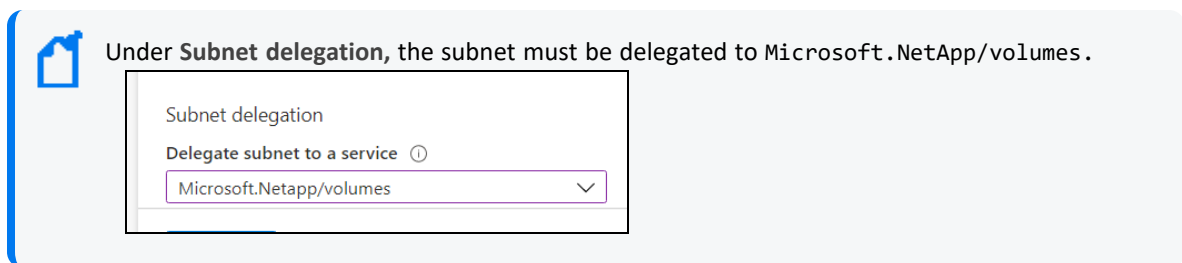 Under Subnet delegation, the subnet must be delegated to Microsoft.NetApp/volumes.
Subnet delegation
Delegate subnet to a service
Microsoft.Netapp/volumes